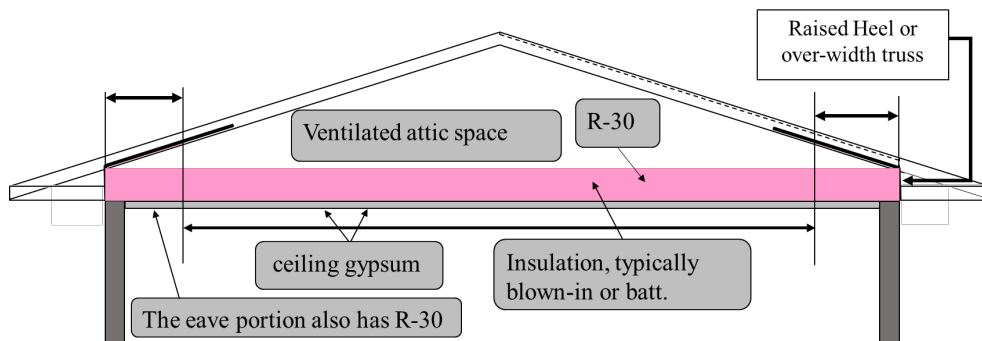 Raised Heel or
over-width truss
R-30
Ventilated attic space
ceiling gypsum
Insulation, typically
blown-in or batt.
The eave portion also has R-30